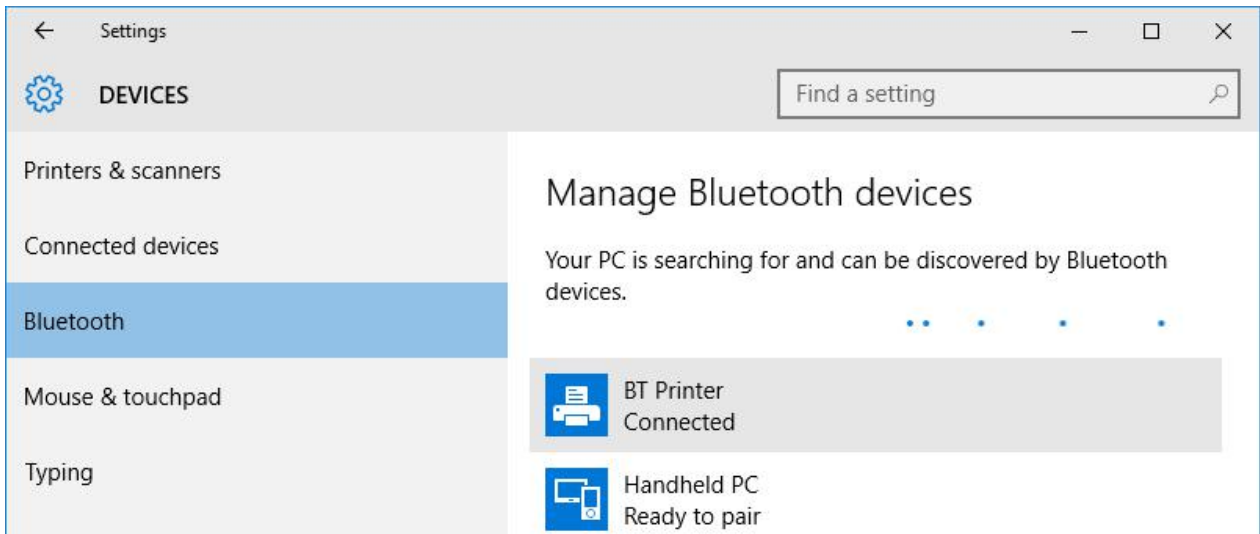 Settings
DEVICES
Find a setting
Printers & scanners
Connected devices
Bluetooth
Mouse & touchpad
Typing
Manage Bluetooth devices
Your PC is searching for and can be discovered by Bluetooth
devices.
BT Printer
Connected
Handheld PC
Ready to pair